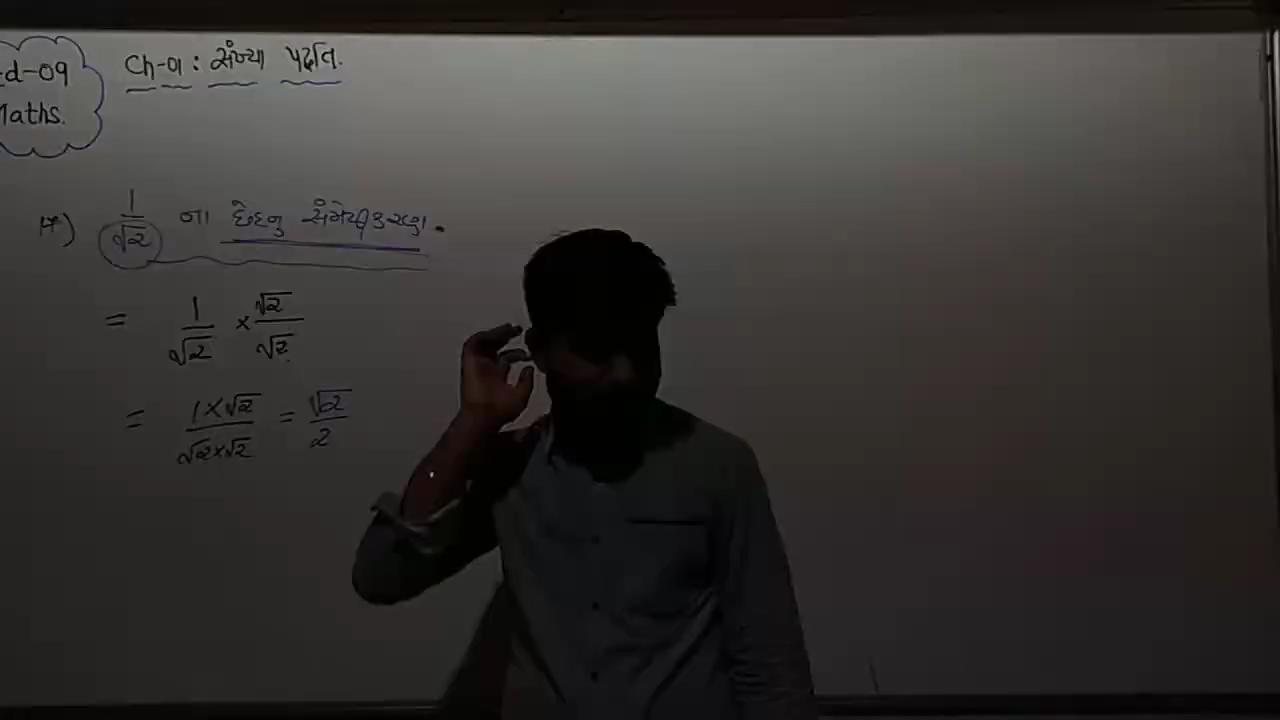 d-09
Maths.
Ch-01 : સંખ્યા પદ્ધતિ.
1/√2 ના છેદનુ સંમેયીકરણ.
= 1/√2 × √2/√2
= 1×√2/√2×√2 = √2/2